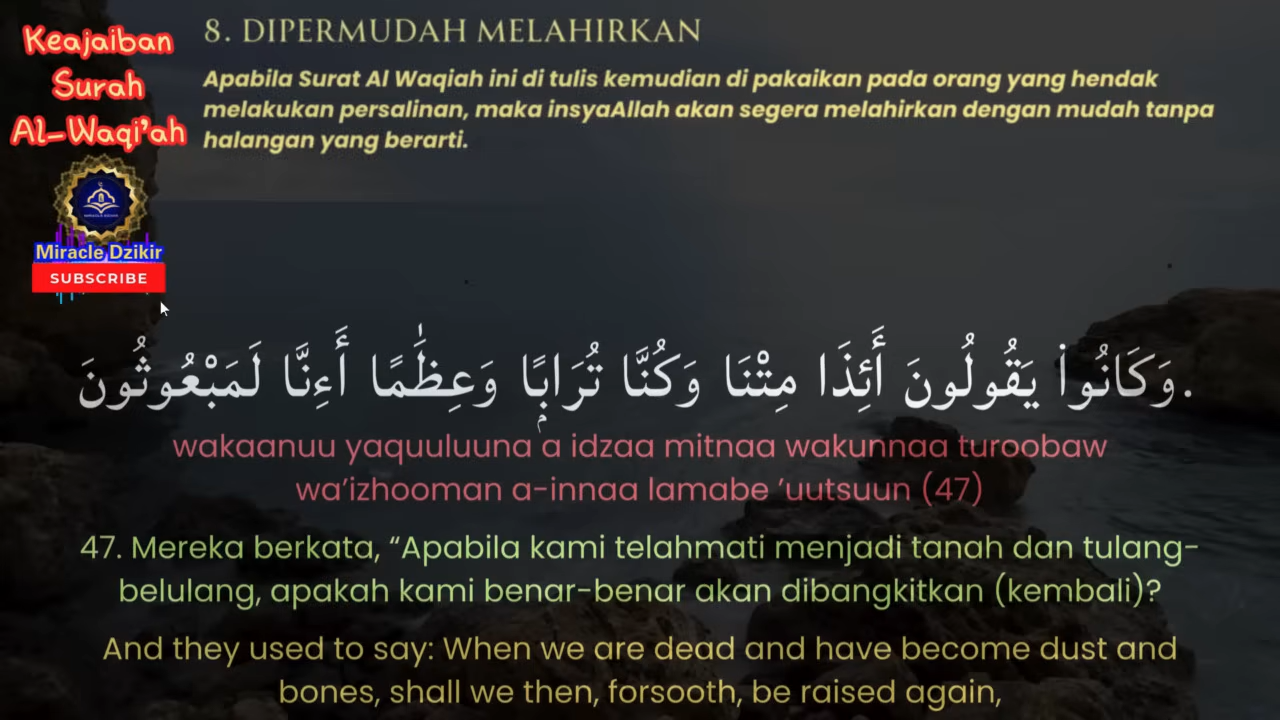 Keajaiban
Surah
Al-Waqi'ah
Miracle Dzikir
SUBSCRIBE
8. DIPERMUDAH MELAHIRKAN
Apabila Surat Al Waqiah ini di tulis kemudian di pakaikan pada orang yang hendak
melakukan persalinan, maka insyaAllah akan segera melahirkan dengan mudah tanpa
halangan yang berarti.
وَكَانُوا۟ يَقُولُونَ أَئِذَا مِتْنَا وَكُنَّا تُرَابًۭا وَعِظَٰمًا أَءِنَّا لَمَبْعُوثُونَ.
wakaanuu yaquuluuna a idzaa mitnaa wakunnaa turoobaw
wa’izhooman a-innaa lamabe ‘uutsuun (47)
47. Mereka berkata, “Apabila kami telahmati menjadi tanah dan tulang-
belulang, apakah kami benar-benar akan dibangkitkan (kembali)?
And they used to say: When we are dead and have become dust and
bones, shall we then, forsooth, be raised again,